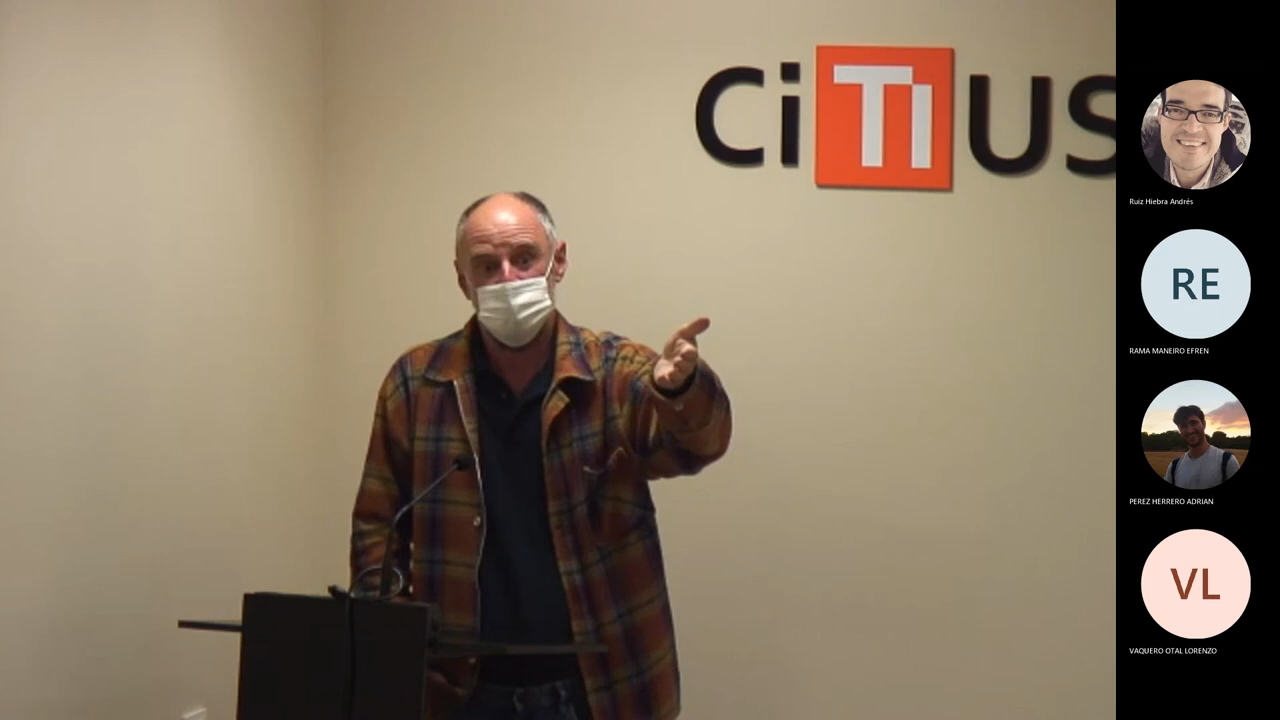 CiTIUS
Ruiz Hiebra Andrés
RE
RAMA MANEIRO EFREN
PEREZ HERRERO ADRIAN
VL
VAQUERO OTAL LORENZO